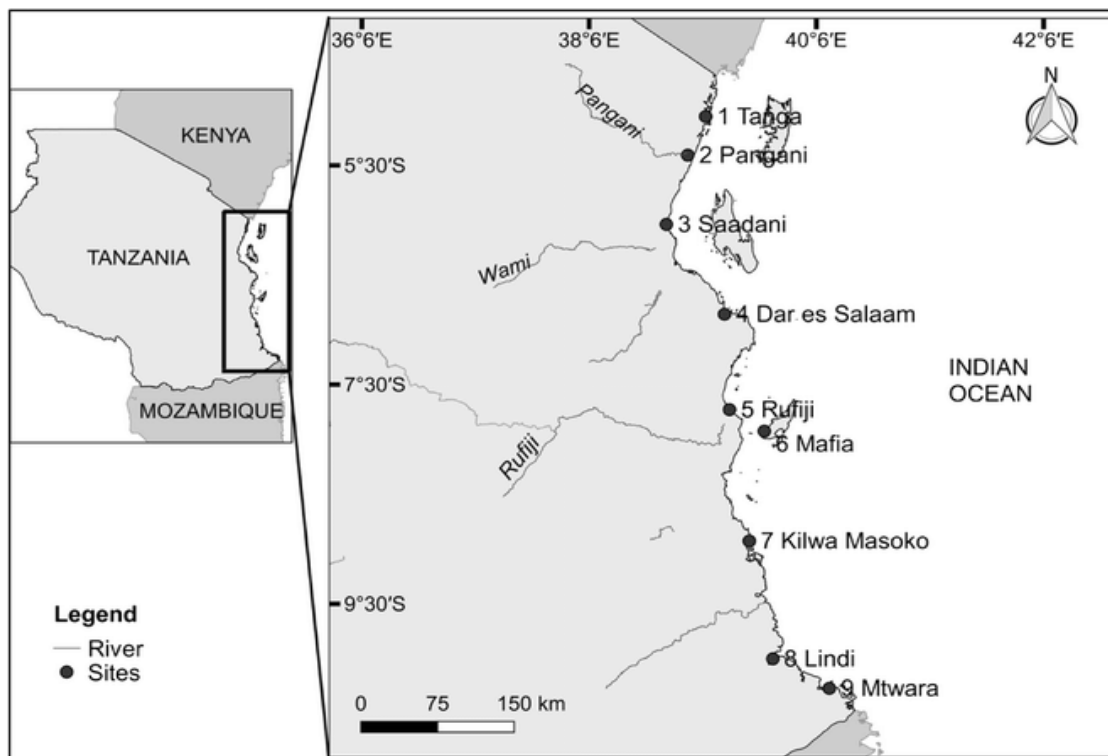 36°6′E
38°6′E
40°6′E
42°6′E
N
KENYA
TANZANIA
MOZAMBIQUE
Pangani
1 Tanga
2 Pangani
5°30′S
3 Saadani
Wami
4 Dar es Salaam
INDIAN
OCEAN
7°30′S
5 Rufiji
6 Mafia
Rufiji
7 Kilwa Masoko
9°30′S
8 Lindi
9 Mtwara
Legend
River
Sites
0 75 150 km